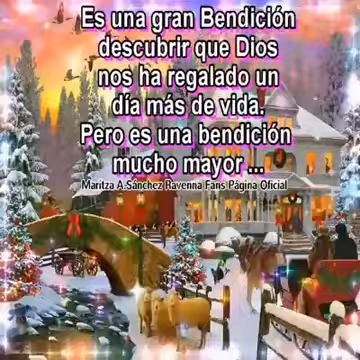 Es una gran Bendición
descubrir que Dios
nos ha regalado un
día más de vida.
Pero es una bendición
mucho mayor ...
Maritza A.Sánchez Ravenna Fans Página Oficial